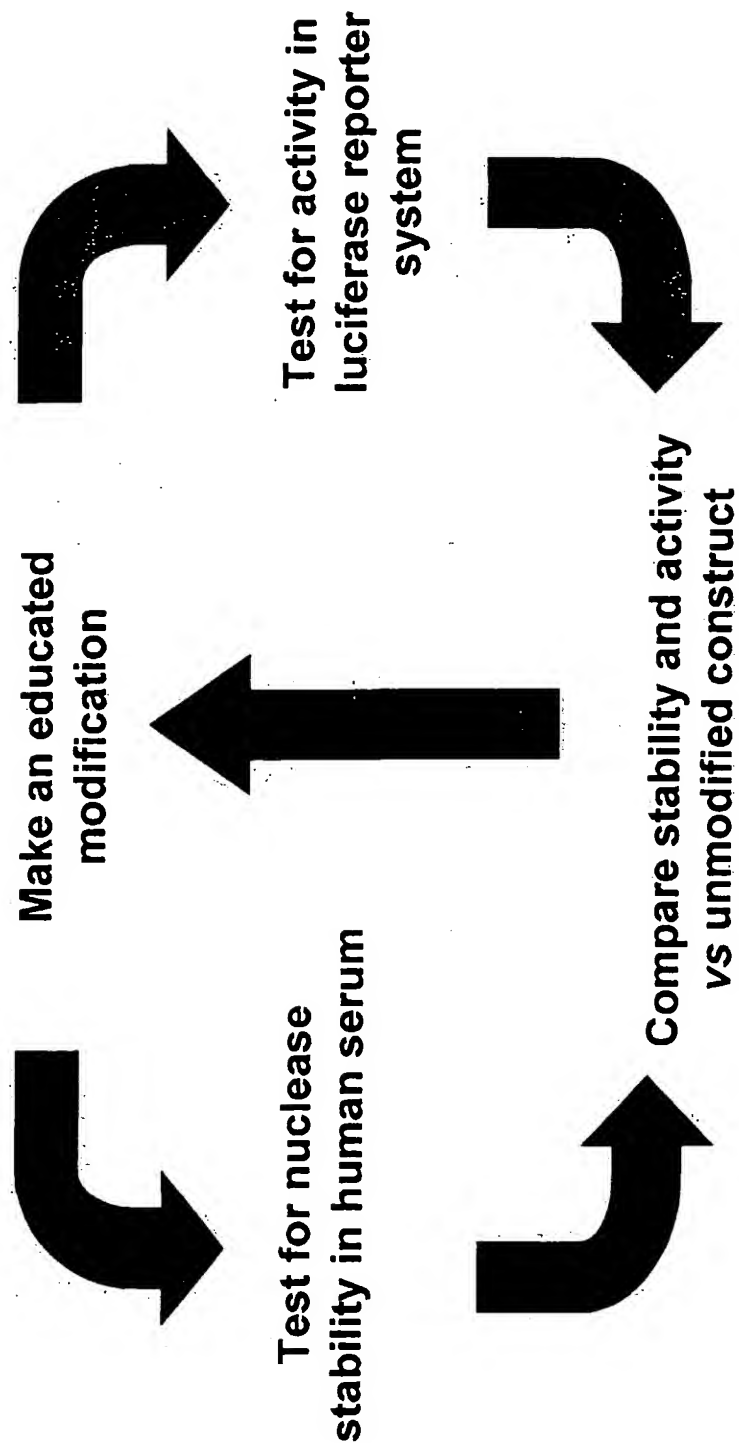 Make an educated
modification
Test for nuclease
stability in human serum
Test for activity in
luciferase reporter
system
Compare stability and activity
vs unmodified construct